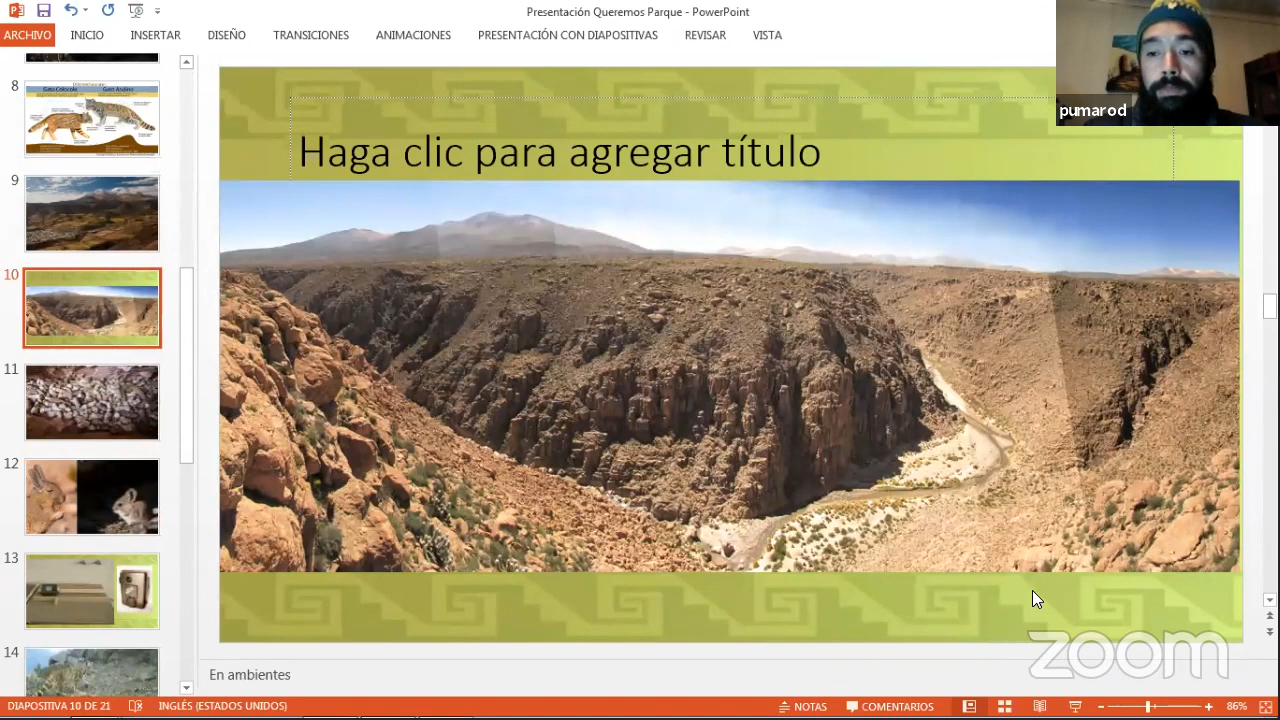 Presentación Queremos Parque - PowerPoint
ARCHIVO INICIO INSERTAR DISEÑO TRANSICIONES ANIMACIONES PRESENTACIÓN CON DIAPOSITIVAS REVISAR VISTA
pumarod
8
Gato Colocolo Gato Andino
9
10
11
12
13
14
Haga clic para agregar título
zoom
En ambientes
DIAPOSITIVA 10 DE 21 INGLÉS (ESTADOS UNIDOS) NOTAS COMENTARIOS 86%